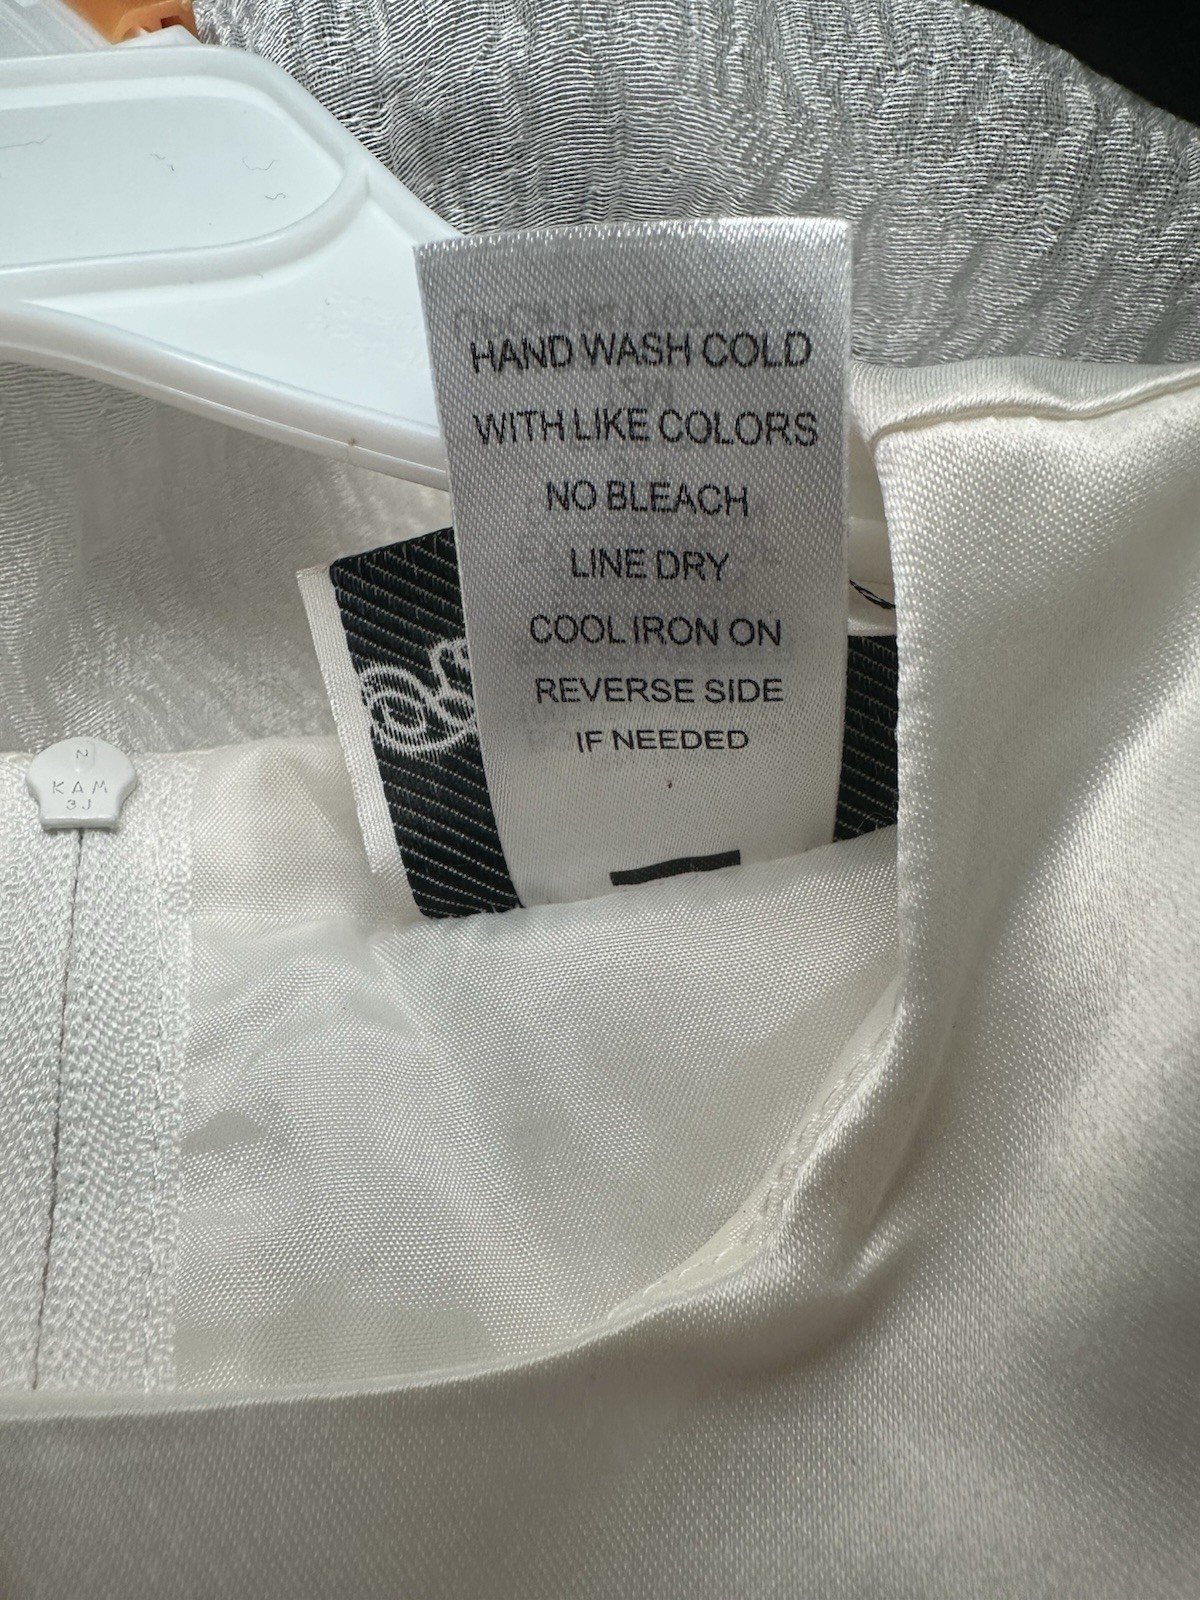 HAND WASH COLD
WITH LIKE COLORS
NO BLEACH
LINE DRY
COOL IRON ON
REVERSE SIDE
IF NEEDED
N
KAM
3J